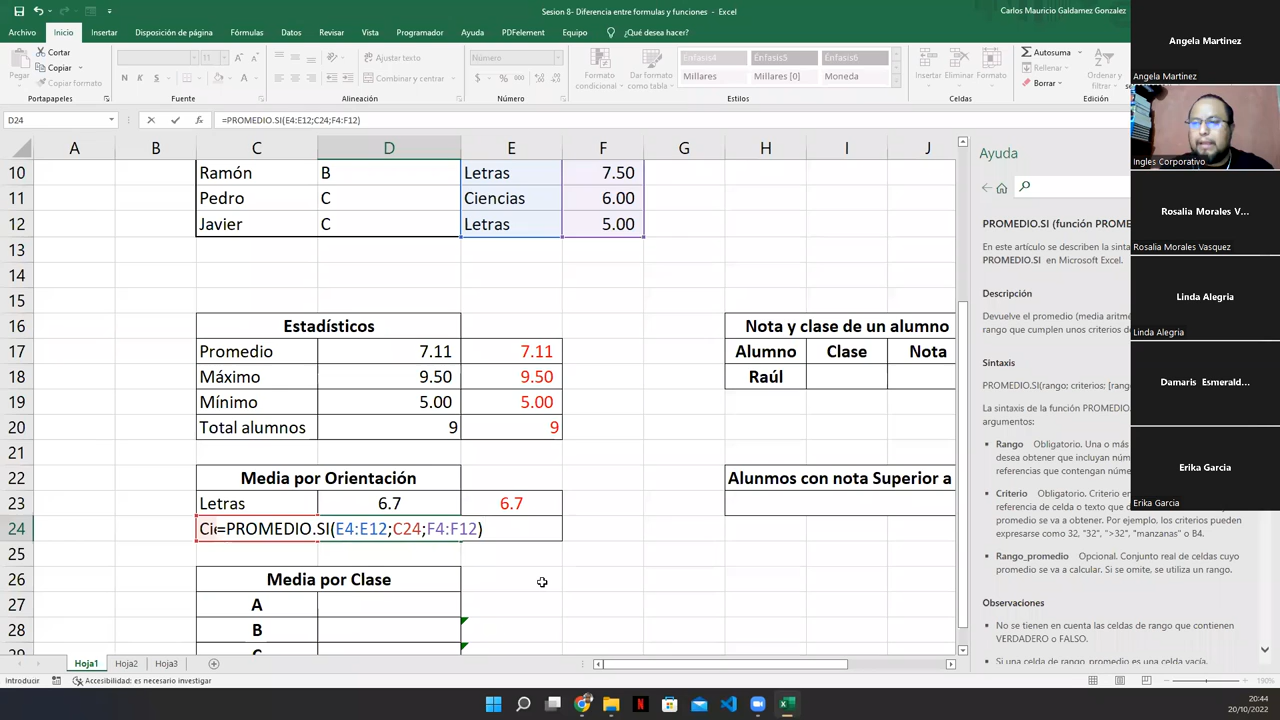 Sesion 8- Diferencia entre formulas y funciones - Excel
Carlos Mauricio Galdamez Gonzalez
Archivo Inicio Insertar Disposición de página Fórmulas Datos Revisar Vista Programador Ayuda PDFelement Equipo ¿Qué desea hacer?
Pegar
Cortar
Copiar
Copiar formato
Portapapeles
11
N K S
Fuente
Ajustar texto
Combinar y centrar
Alineación
Número
Formato condicional
Dar formato como tabla
Énfasis4 Énfasis5 Énfasis6
Millares Millares [0] Moneda
Estilos
Insertar Eliminar Formato
Celdas
Autosuma
Rellenar
Borrar
Ordenar y filtrar
Edición
D24 =PROMEDIO.SI(E4:E12;C24;F4:F12)
A B C D E F G H I J
10 Ramón B Letras 7.50
11 Pedro C Ciencias 6.00
12 Javier C Letras 5.00
13
14
15
16 Estadísticos Nota y clase de un alumno
17 Promedio 7.11 7.11 Alumno Clase Nota
18 Máximo 9.50 9.50 Raúl
19 Mínimo 5.00 5.00
20 Total alumnos 9 9
21
22 Media por Orientación Alunmos con nota Superior a
23 Letras 6.7 6.7
24 Cie=PROMEDIO.SI(E4:E12;C24;F4:F12)
25
26 Media por Clase
27 A
28 B
29 C
Hoja1 Hoja2 Hoja3
Introducir Accesibilidad: es necesario investigar
190%
Ayuda
PROMEDIO.SI (función PROME
En este artículo se describen la sinta
PROMEDIO.SI en Microsoft Excel.
Descripción
Devuelve el promedio (media aritmé
rango que cumplen unos criterios d
Sintaxis
PROMEDIO.SI(rango; criterios; [rang
La sintaxis de la función PROMEDIO.
argumentos:
Rango Obligatorio. Una o más
desea obtener que incluyan núm
referencias que contengan núme
Criterio Obligatorio. Criterio en
referencia de celda o texto que d
promedio se va a obtener. Por ejemplo, los criterios pueden
expresarse como 32, "32", ">32", "manzanas" o B4.
Rango_promedio Opcional. Conjunto real de celdas cuyo
promedio se va a calcular. Si se omite, se utiliza un rango.
Observaciones
No se tienen en cuenta las celdas de rango que contienen
VERDADERO o FALSO.
Si una celda de rango_promedio es una celda vacía,
Angela Martinez
Angela Martinez
Ingles Corporativo
Rosalia Morales V...
Rosalia Morales Vasquez
Linda Alegria
Linda Alegria
Damaris Esmerald...
Erika Garcia
Erika Garcia
20:44
20/10/2022